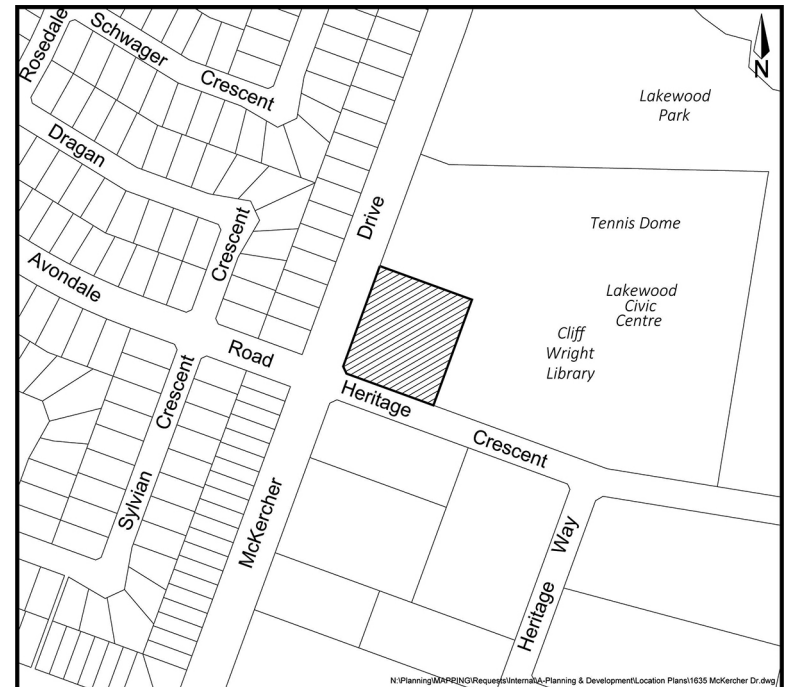 Rosedale
Schwager
Crescent
N
Lakewood
Park
Dragan
Crescent
Drive
Tennis Dome
Avondale
Road
Lakewood
Civic
Centre
Cliff
Wright
Library
Heritage
Crescent
Sylvian
Crescent
McKercher
Heritage
Way
N:\Planning\MAPPING\Requests\Internal\A-Planning & Development\Location Plans\1635 McKercher Dr.dwg